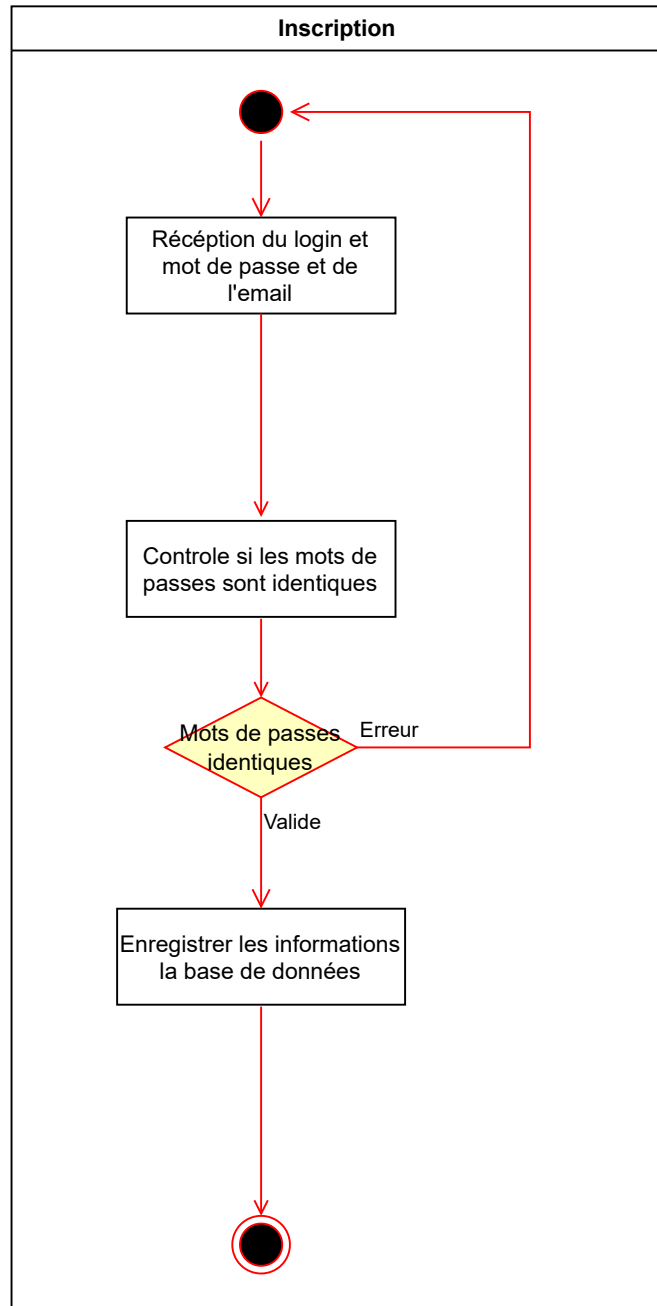 Inscription
Récéption du login et
mot de passe et de
l'email
Controle si les mots de
passes sont identiques
Mots de passes
identiques
Erreur
Valide
Enregistrer les informations
la base de données